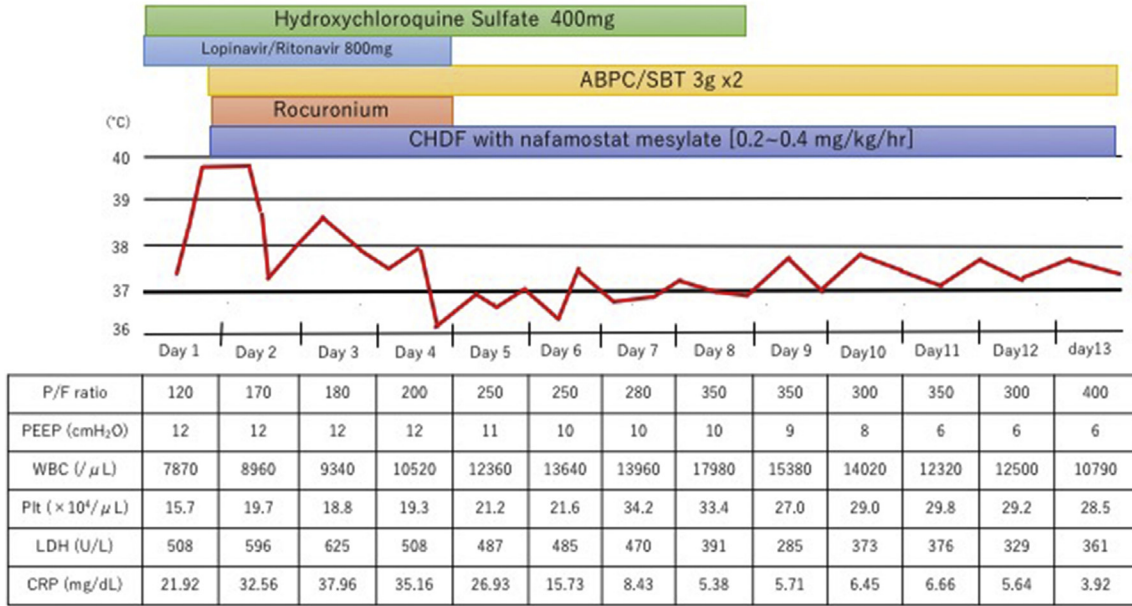 Hydroxychloroquine Sulfate 400mg
Lopinavir/Ritonavir 800mg
ABPC/SBT 3g x2
Rocuronium
CHDF with nafamostat mesylate [0.2~0.4 mg/kg/hr]
(°C)
40
39
38
37
36
Day 1 Day 2 Day 3 Day 4 Day 5 Day 6 Day 7 Day 8 Day 9 Day10 Day11 Day12 day13
P/F ratio 120 170 180 200 250 250 280 350 350 300 350 300 400
PEEP (cmH₂O) 12 12 12 12 11 10 10 10 9 8 6 6 6
WBC (/μL) 7870 8960 9340 10520 12360 13640 13960 17980 15380 14020 12320 12500 10790
Plt (×10⁴/μL) 15.7 19.7 18.8 19.3 21.2 21.6 34.2 33.4 27.0 29.0 29.8 29.2 28.5
LDH (U/L) 508 596 625 508 487 485 470 391 285 373 376 329 361
CRP (mg/dL) 21.92 32.56 37.96 35.16 26.93 15.73 8.43 5.38 5.71 6.45 6.66 5.64 3.92